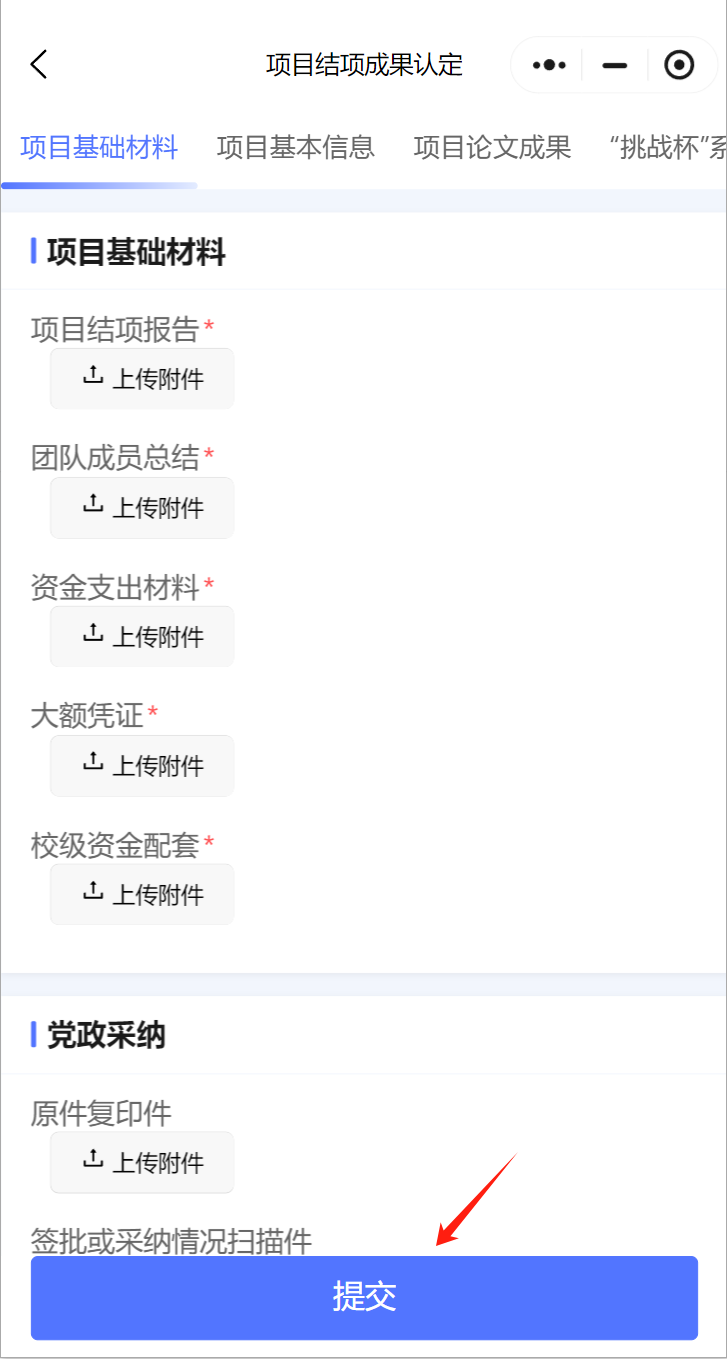 项目结项成果认定
项目基础材料 项目基本信息 项目论文成果 “挑战杯”系
项目基础材料
项目结项报告*
上传附件
团队成员总结*
上传附件
资金支出材料*
上传附件
大额凭证*
上传附件
校级资金配套*
上传附件
党政采纳
原件复印件
上传附件
签批或采纳情况扫描件
提交